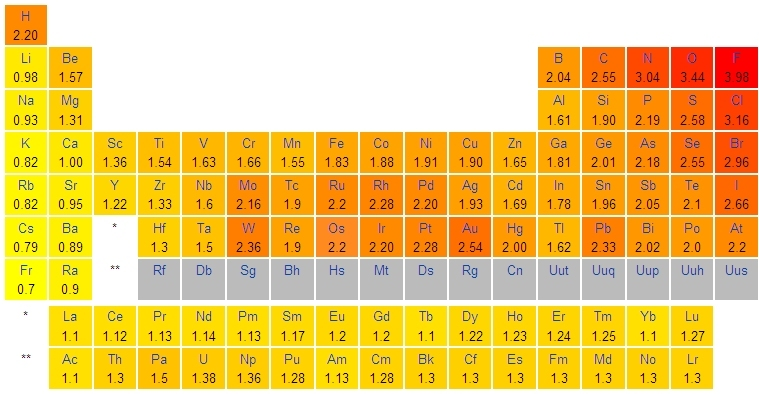 H
2.20
Li Be B C N O F
0.98 1.57 2.04 2.55 3.04 3.44 3.98
Na Mg Al Si P S Cl
0.93 1.31 1.61 1.90 2.19 2.58 3.16
K Ca Sc Ti V Cr Mn Fe Co Ni Cu Zn Ga Ge As Se Br
0.82 1.00 1.36 1.54 1.63 1.66 1.55 1.83 1.88 1.91 1.90 1.65 1.81 2.01 2.18 2.55 2.96
Rb Sr Y Zr Nb Mo Tc Ru Rh Pd Ag Cd In Sn Sb Te I
0.82 0.95 1.22 1.33 1.6 2.16 1.9 2.2 2.28 2.20 1.93 1.69 1.78 1.96 2.05 2.1 2.66
Cs Ba * Hf Ta W Re Os Ir Pt Au Hg Tl Pb Bi Po At
0.79 0.89 1.3 1.5 2.36 1.9 2.2 2.20 2.28 2.54 2.00 1.62 2.33 2.02 2.0 2.2
Fr Ra ** Rf Db Sg Bh Hs Mt Ds Rg Cn Uut Uuq Uup Uuh Uus
0.7 0.9
* La Ce Pr Nd Pm Sm Eu Gd Tb Dy Ho Er Tm Yb Lu
1.1 1.12 1.13 1.14 1.13 1.17 1.2 1.2 1.1 1.22 1.23 1.24 1.25 1.1 1.27
** Ac Th Pa U Np Pu Am Cm Bk Cf Es Fm Md No Lr
1.1 1.3 1.5 1.38 1.36 1.28 1.13 1.28 1.3 1.3 1.3 1.3 1.3 1.3 1.3